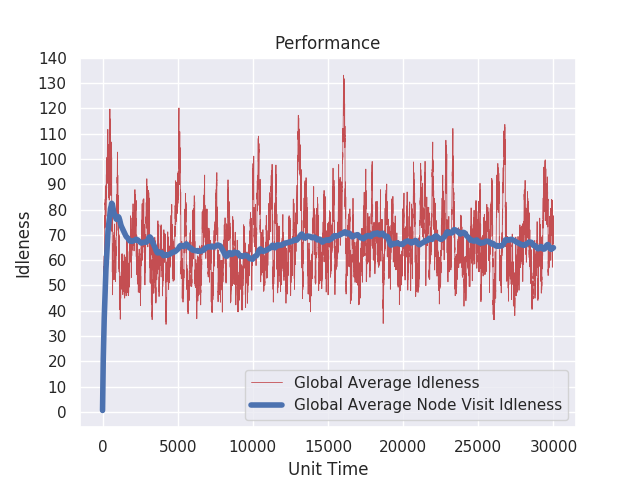 Performance
140
130
120
110
100
90
80
70
60
50
40
30
20
10
0
Idleness
Global Average Idleness
Global Average Node Visit Idleness
0 5000 10000 15000 20000 25000 30000
Unit Time